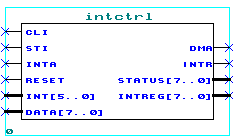 intctrl
CLI
STI
DMA
INTA
INTR
RESET
STATUS[7..0]
INT[5..0]
INTREG[7..0]
DATA[7..0]
0